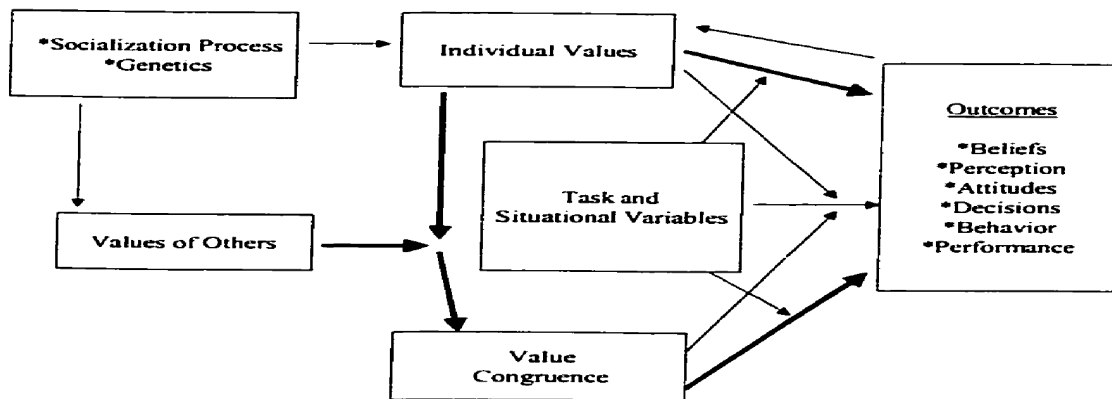 *Socialization Process
*Genetics
Individual Values
Outcomes
*Beliefs
*Perception
*Attitudes
*Decisions
*Behavior
*Performance
Task and
Situational Variables
Values of Others
Value
Congruence